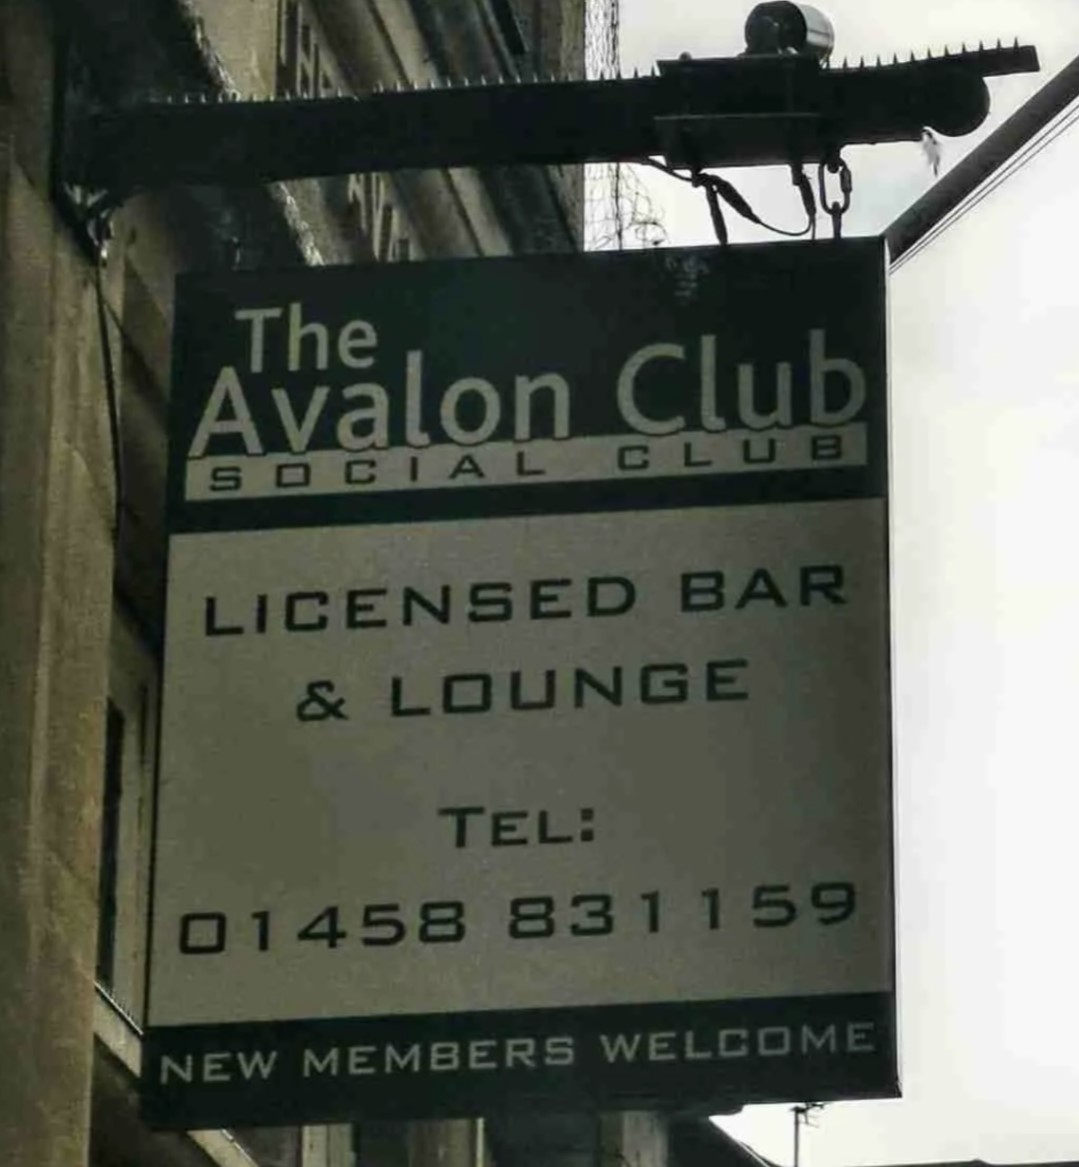 The
Avalon Club
SOCIAL CLUB
LICENSED BAR
& LOUNGE
TEL:
01458 831159
NEW MEMBERS WELCOME